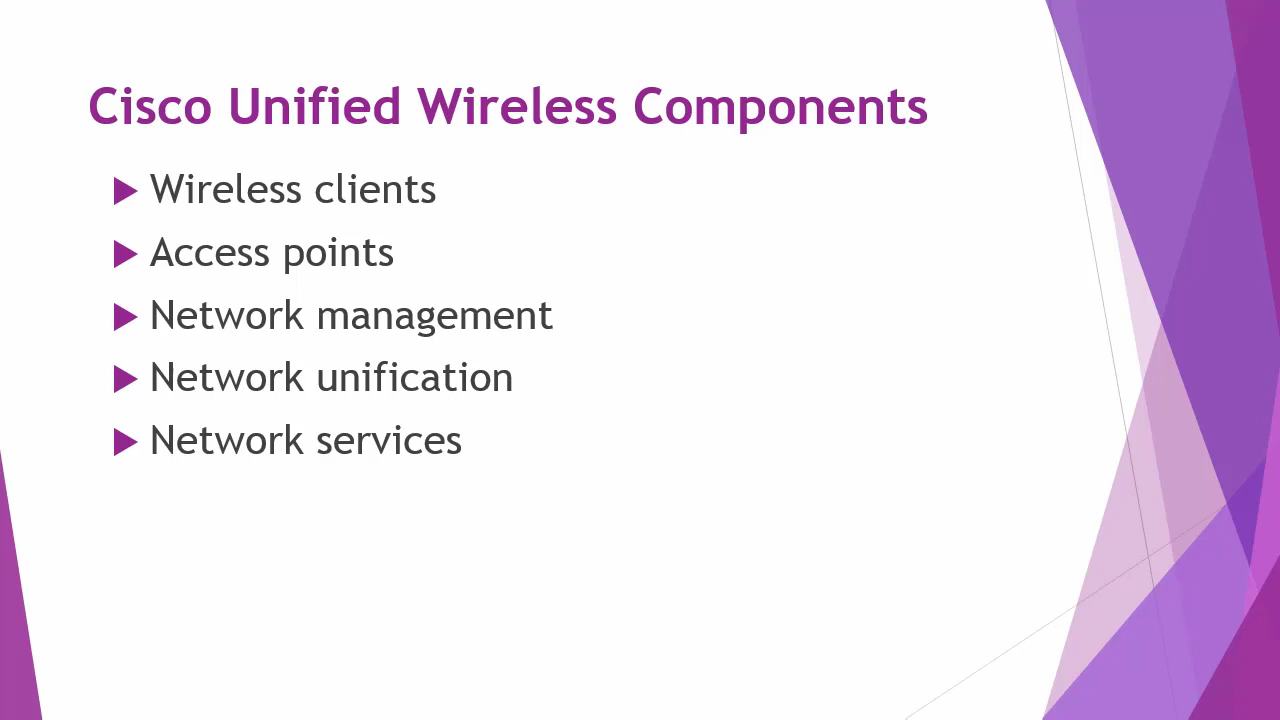 Cisco Unified Wireless Components
Wireless clients
Access points
Network management
Network unification
Network services